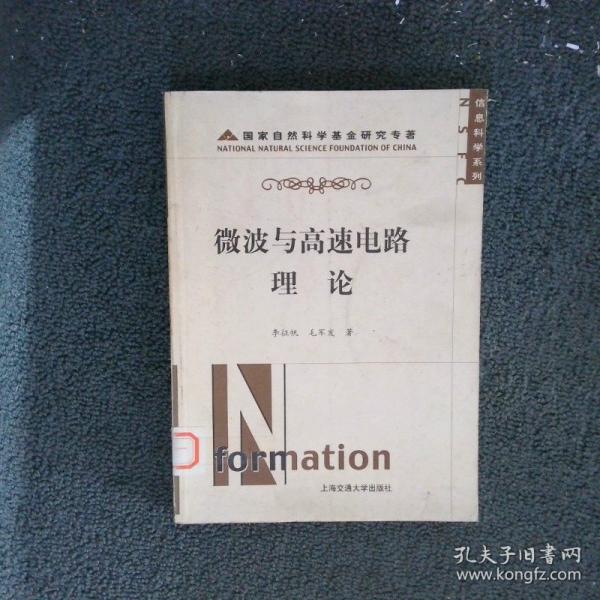 国家自然科学基金研究专著
NATIONAL NATURAL SCIENCE FOUNDATION OF CHINA
NSFC
信息科学系列
微波与高速电路
理 论
李征帆 毛军发 著
Information
上海交通大学出版社
孔夫子旧书网
www.kongfz.com